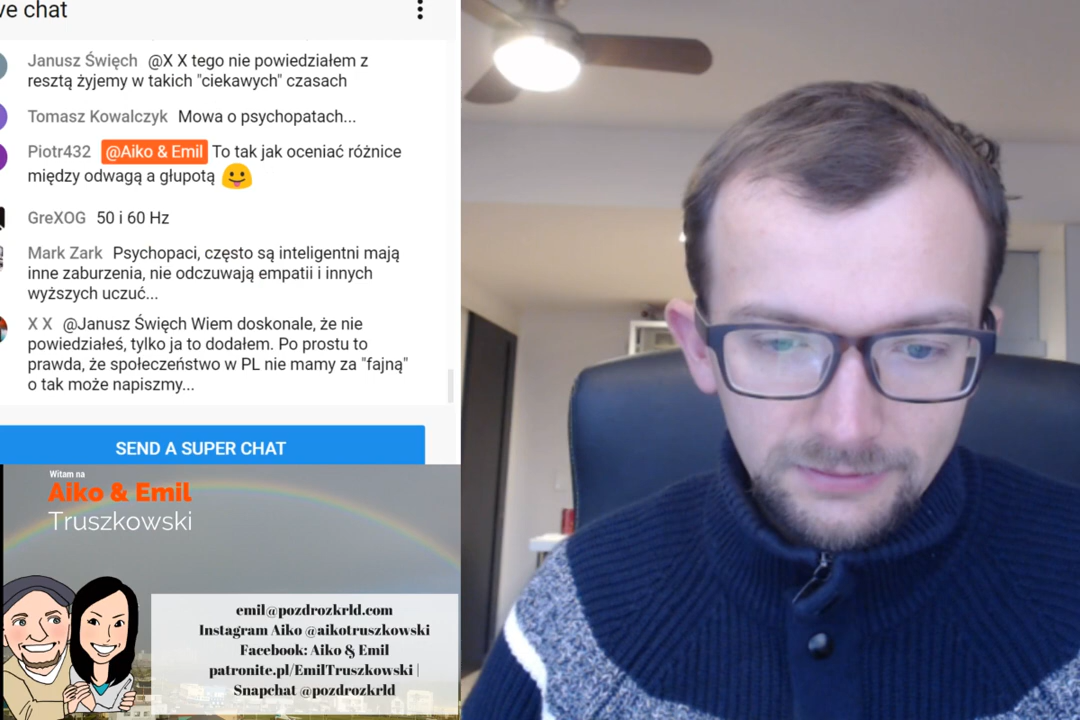 ve chat
Janusz Święch @X X tego nie powiedziałem z
resztą żyjemy w takich "ciekawych" czasach
Tomasz Kowalczyk Mowa o psychopatach...
Piotr432 @Aiko & Emil To tak jak oceniać różnice
między odwagą a głupotą
GreXOG 50 i 60 Hz
Mark Zark Psychopaci, często są inteligentni mają
inne zaburzenia, nie odczuwają empatii i innych
wyższych uczuć...
X X @Janusz Święch Wiem doskonale, że nie
powiedziałeś, tylko ja to dodałem. Po prostu to
prawda, że społeczeństwo w PL nie mamy za "fajną"
o tak może napiszmy...
SEND A SUPER CHAT
Witam na
Aiko & Emil
Truszkowski
emil@pozdrozkrld.com
Instagram Aiko @aikotruszkowski
Facebook: Aiko & Emil
patronite.pl/EmilTruszkowski |
Snapchat @pozdrozkrld